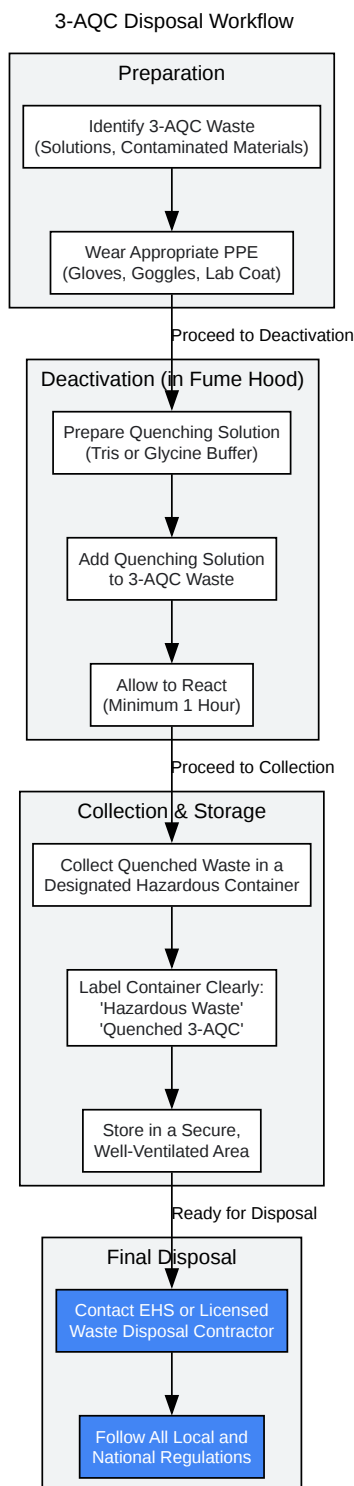 3-AQC Disposal Workflow
Preparation
Identify 3-AQC Waste
(Solutions, Contaminated Materials)
Wear Appropriate PPE
(Gloves, Goggles, Lab Coat)
Proceed to Deactivation
Deactivation (in Fume Hood)
Prepare Quenching Solution
(Tris or Glycine Buffer)
Add Quenching Solution
to 3-AQC Waste
Allow to React
(Minimum 1 Hour)
Proceed to Collection
Collection & Storage
Collect Quenched Waste in a
Designated Hazardous Container
Label Container Clearly:
'Hazardous Waste'
'Quenched 3-AQC'
Store in a Secure,
Well-Ventilated Area
Ready for Disposal
Final Disposal
Contact EHS or Licensed
Waste Disposal Contractor
Follow All Local and
National Regulations